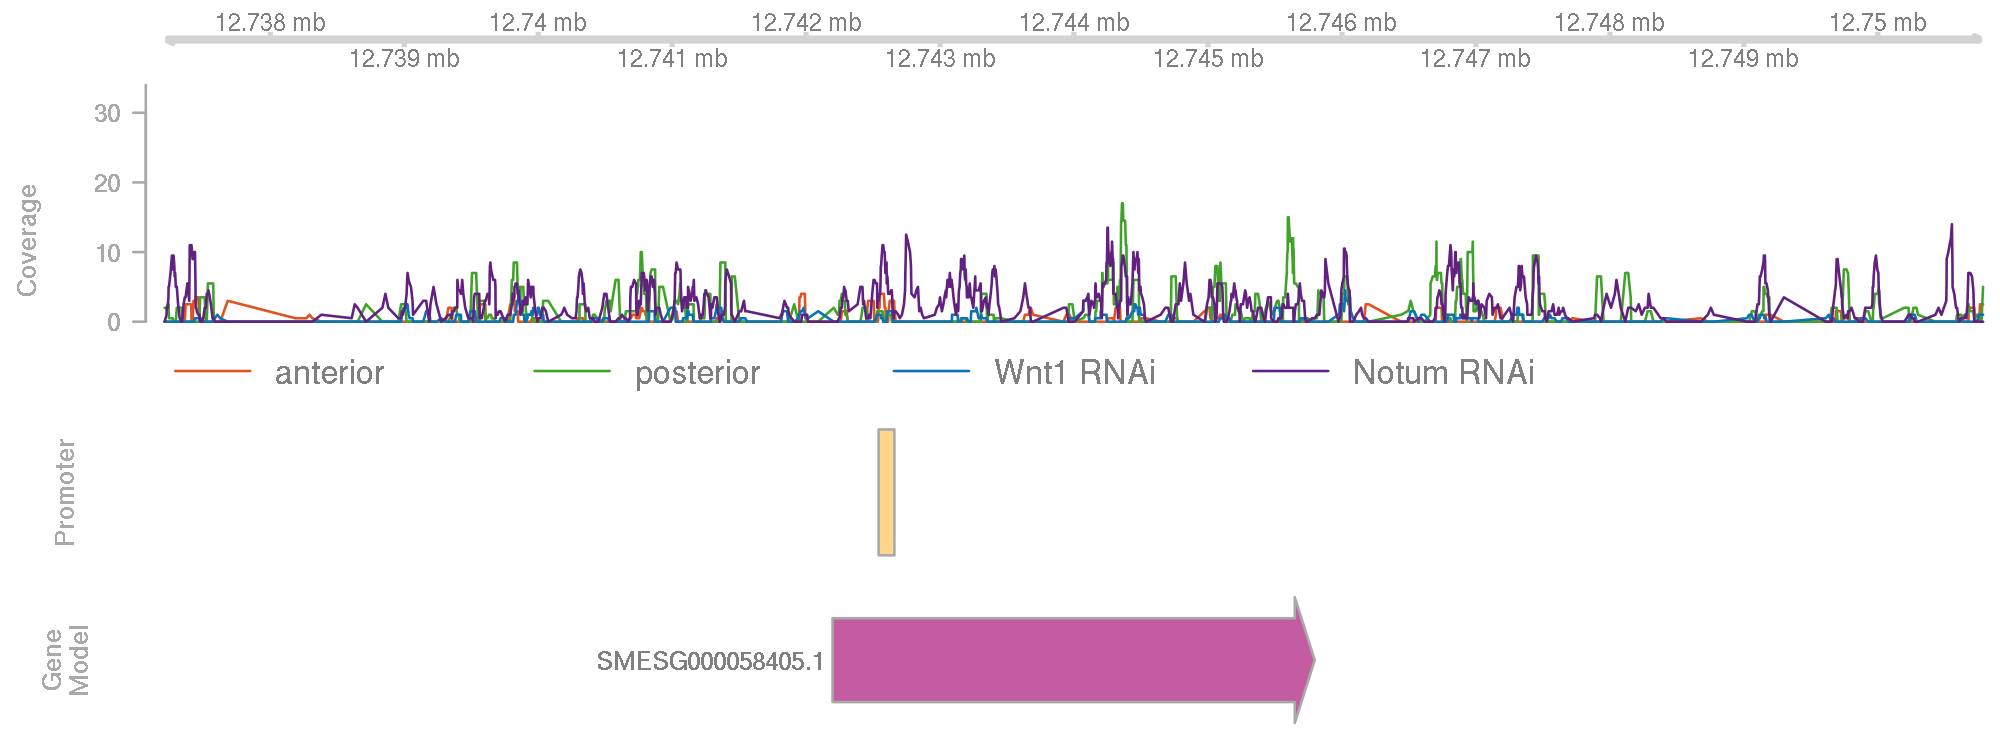 12.738 mb 12.74 mb 12.742 mb 12.744 mb 12.746 mb 12.748 mb 12.75 mb
12.739 mb 12.741 mb 12.743 mb 12.745 mb 12.747 mb 12.749 mb
Coverage
30
20
10
0
anterior posterior Wnt1 RNAi Notum RNAi
Promoter
Gene
Model
SMESG000058405.1